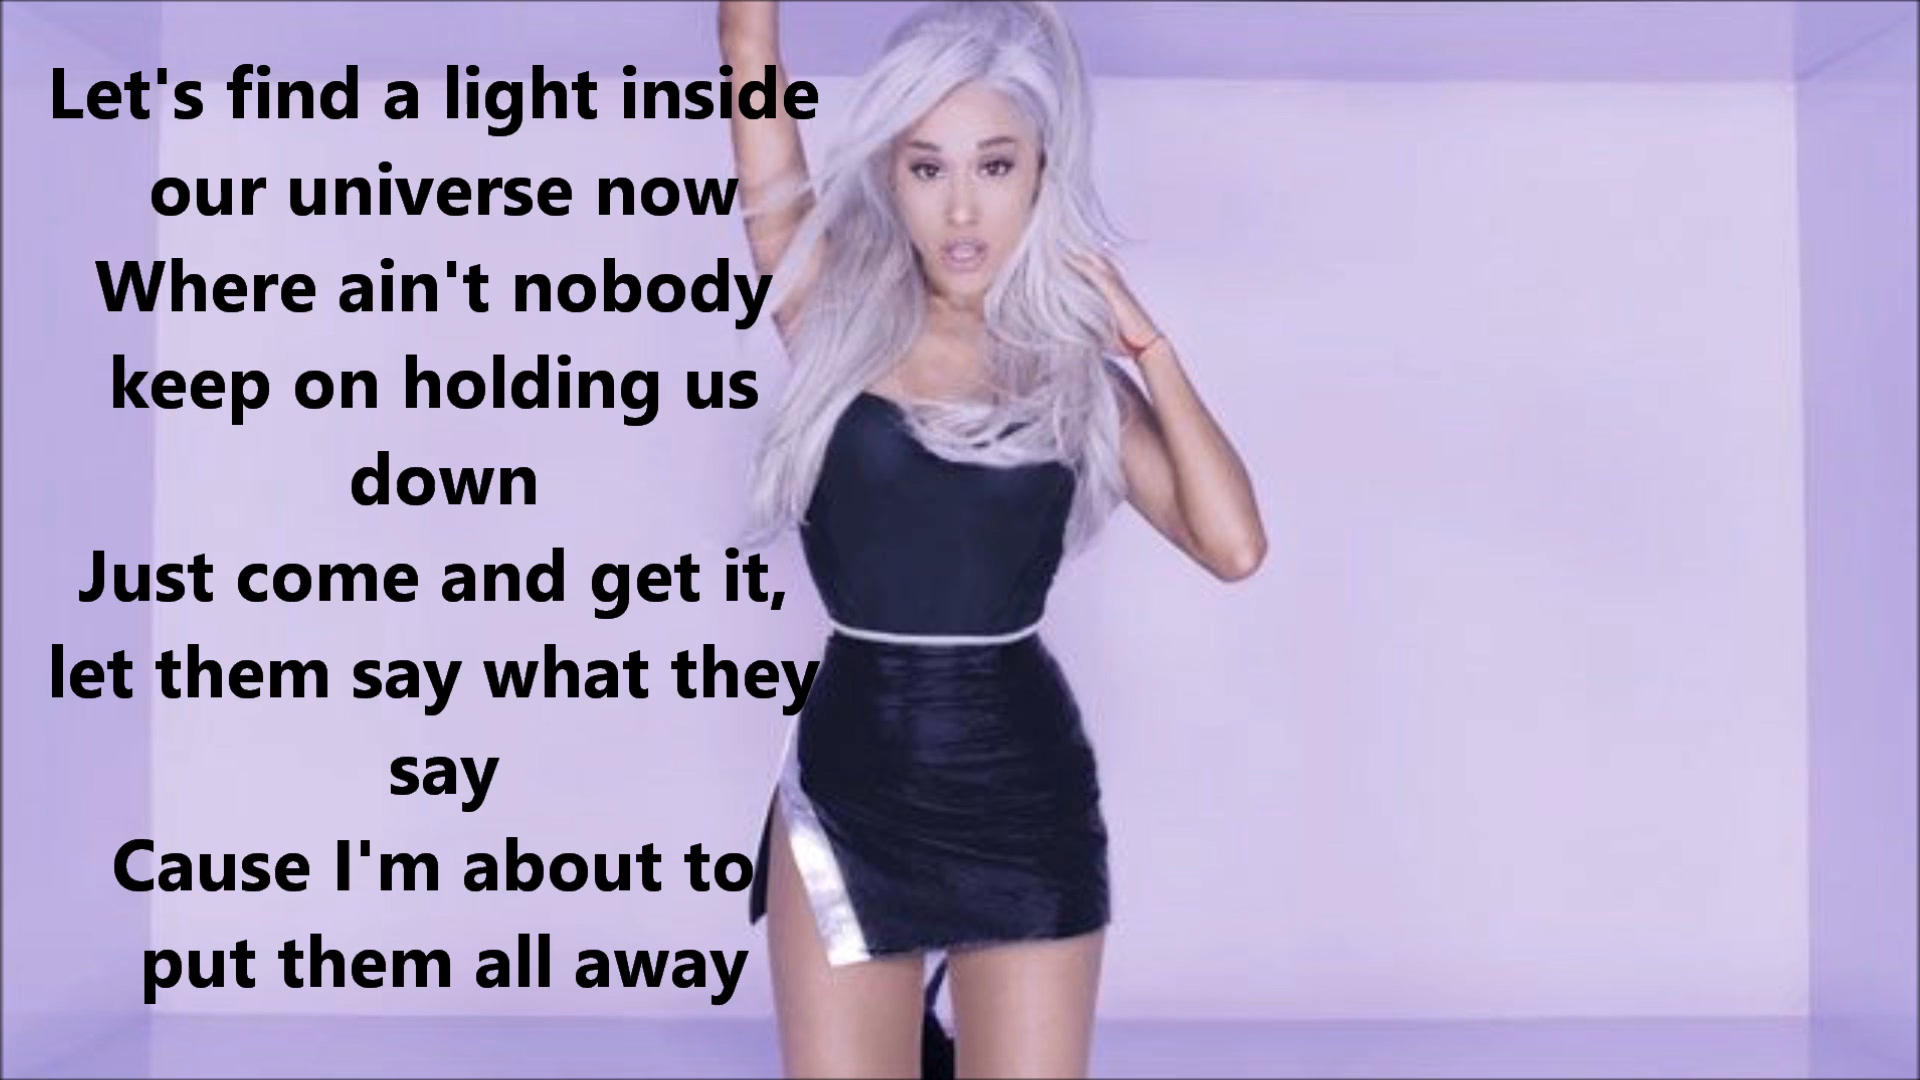 Let's find a light inside
our universe now
Where ain't nobody
keep on holding us
down
Just come and get it,
let them say what they
say
Cause I'm about to
put them all away